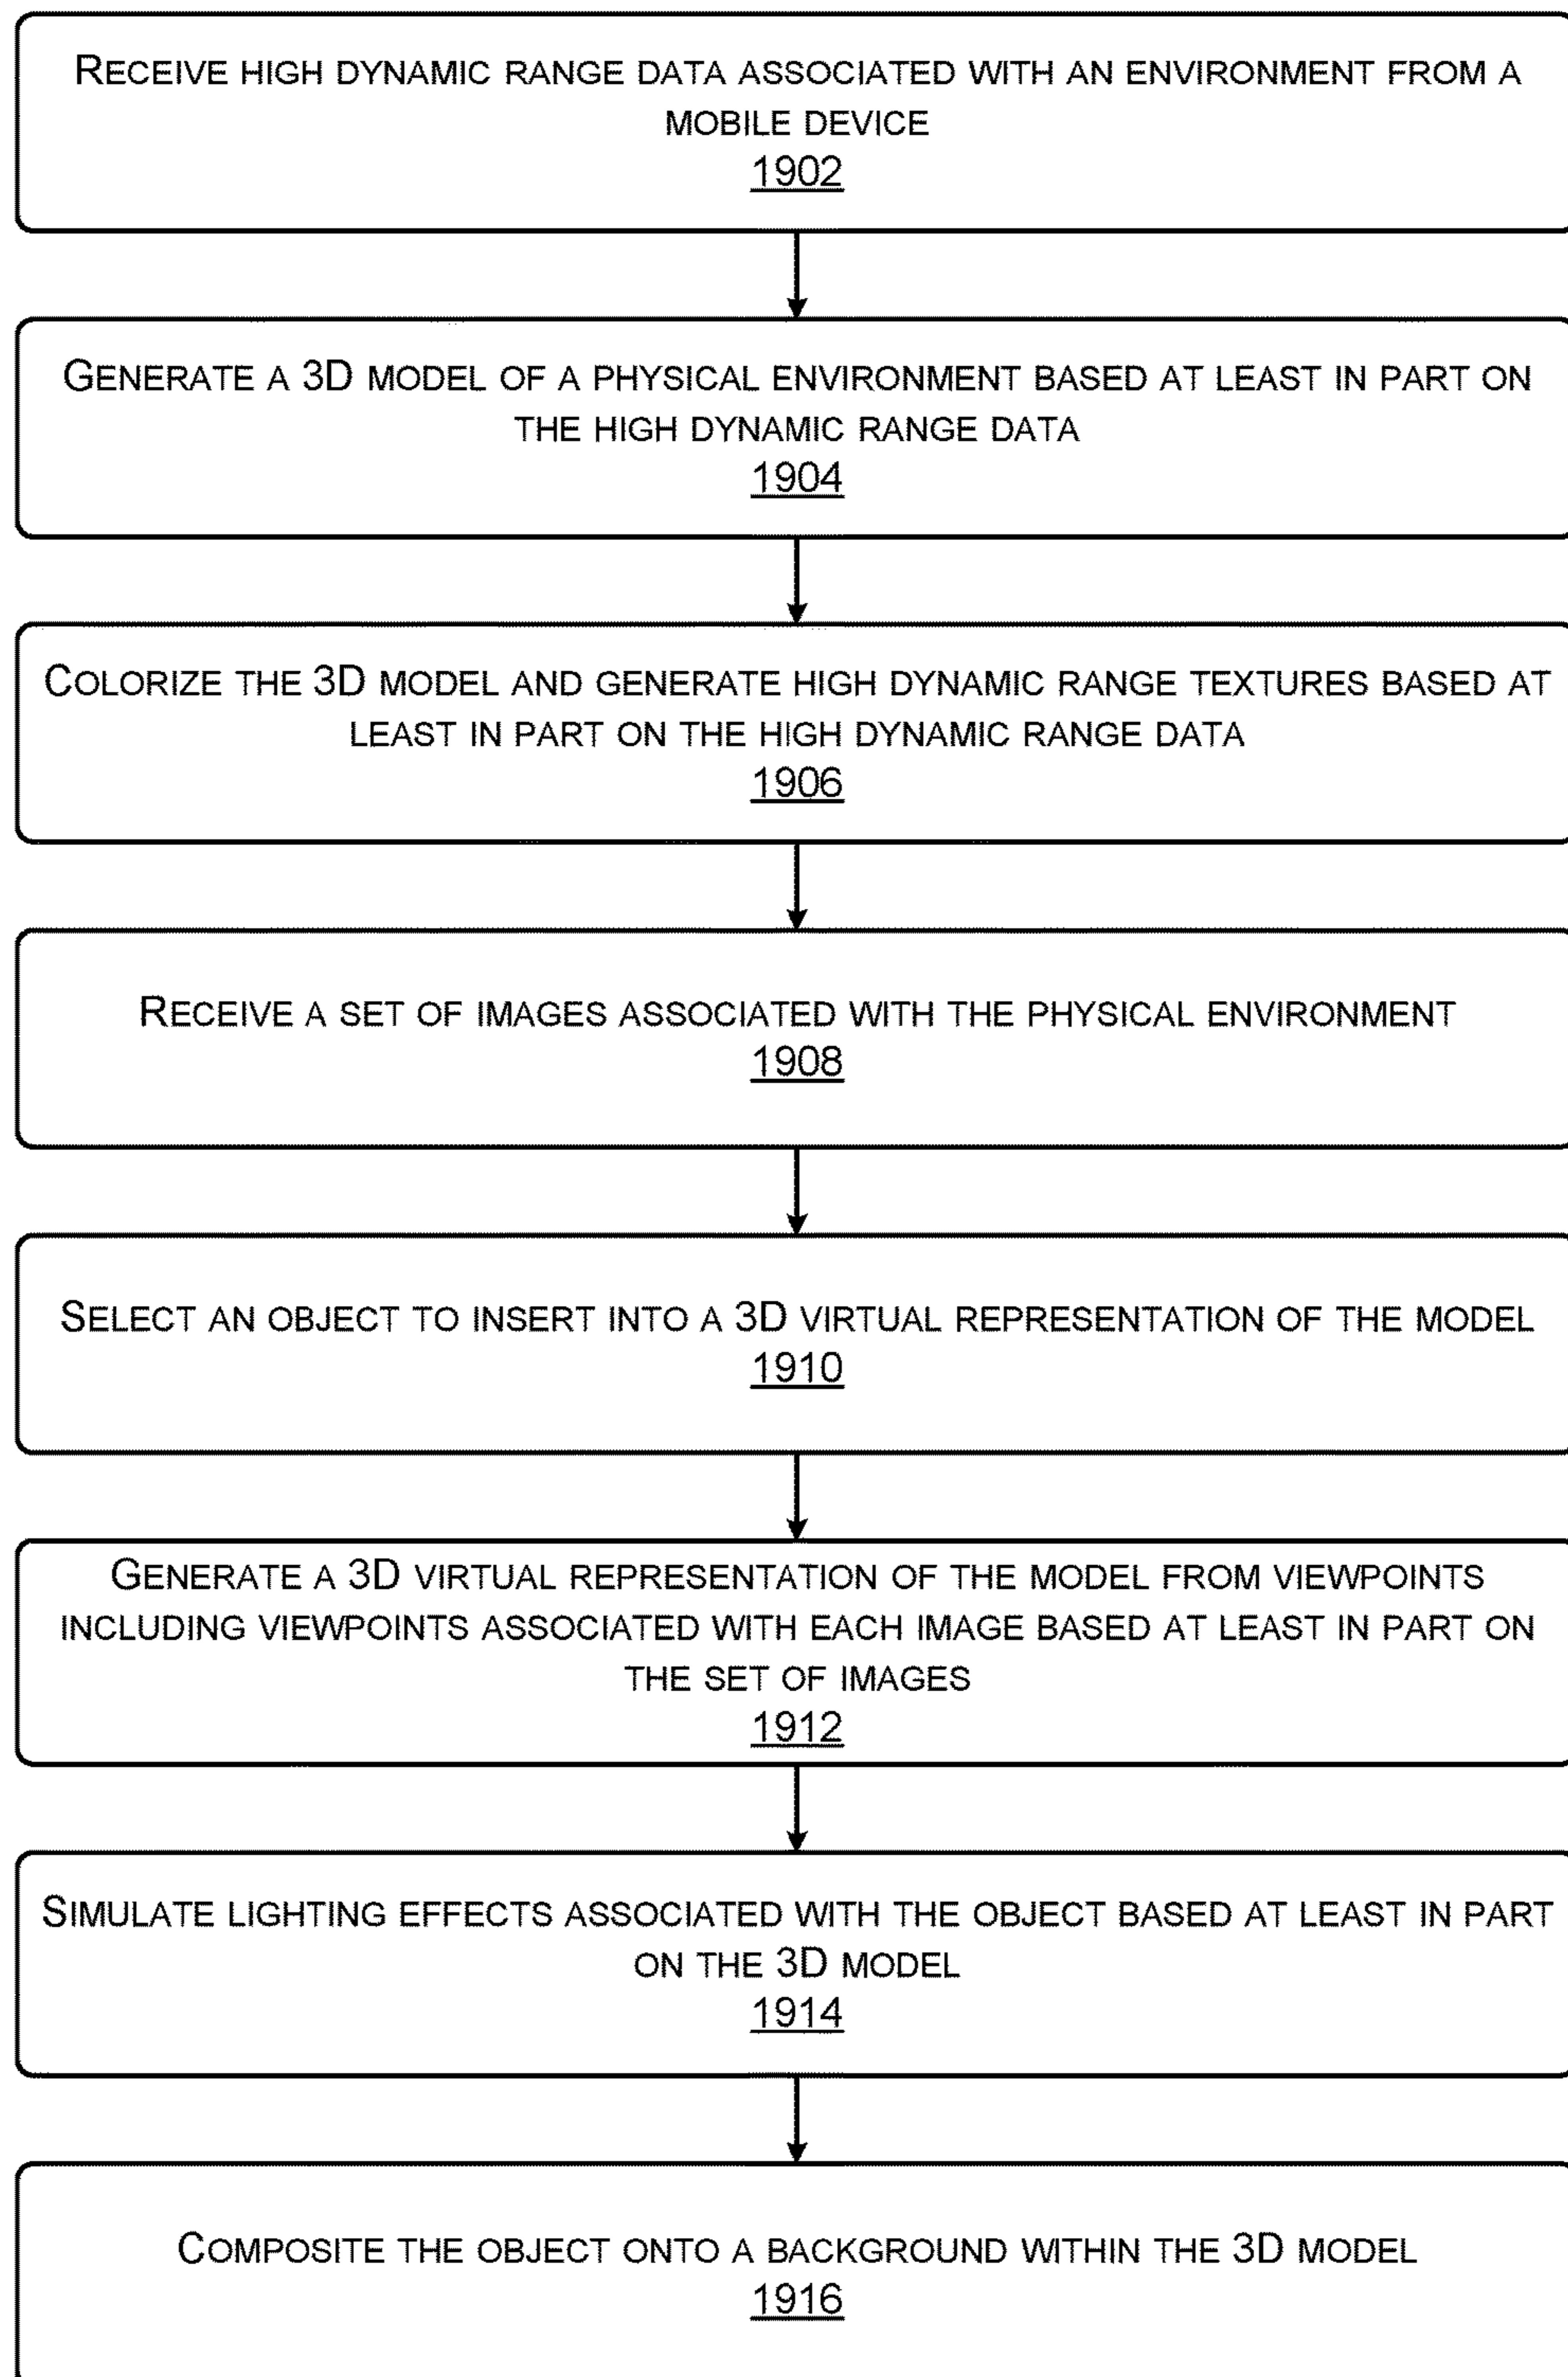 RECEIVE HIGH DYNAMIC RANGE DATA ASSOCIATED WITH AN ENVIRONMENT FROM A
MOBILE DEVICE
1902
GENERATE A 3D MODEL OF A PHYSICAL ENVIRONMENT BASED AT LEAST IN PART ON
THE HIGH DYNAMIC RANGE DATA
1904
COLORIZE THE 3D MODEL AND GENERATE HIGH DYNAMIC RANGE TEXTURES BASED AT
LEAST IN PART ON THE HIGH DYNAMIC RANGE DATA
1906
RECEIVE A SET OF IMAGES ASSOCIATED WITH THE PHYSICAL ENVIRONMENT
1908
SELECT AN OBJECT TO INSERT INTO A 3D VIRTUAL REPRESENTATION OF THE MODEL
1910
GENERATE A 3D VIRTUAL REPRESENTATION OF THE MODEL FROM VIEWPOINTS
INCLUDING VIEWPOINTS ASSOCIATED WITH EACH IMAGE BASED AT LEAST IN PART ON
THE SET OF IMAGES
1912
SIMULATE LIGHTING EFFECTS ASSOCIATED WITH THE OBJECT BASED AT LEAST IN PART
ON THE 3D MODEL
1914
COMPOSITE THE OBJECT ONTO A BACKGROUND WITHIN THE 3D MODEL
1916